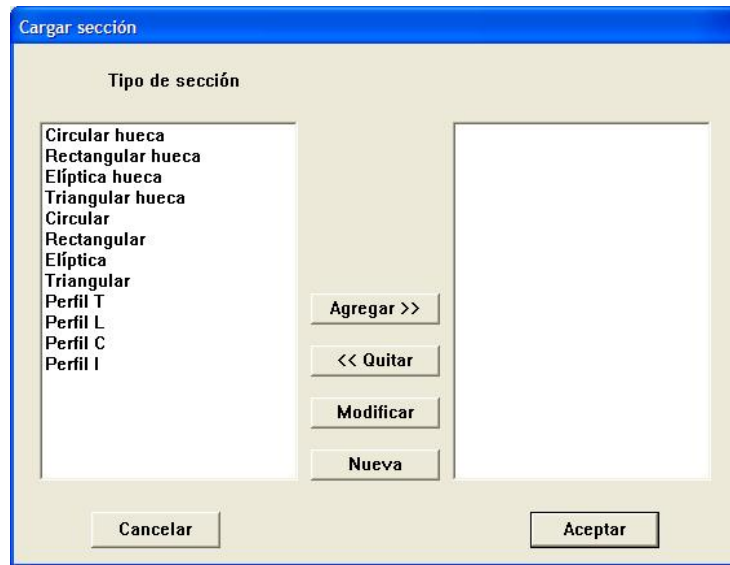 Cargar sección
Tipo de sección
Circular hueca
Rectangular hueca
Elíptica hueca
Triangular hueca
Circular
Rectangular
Elíptica
Triangular
Perfil T
Perfil L
Perfil C
Perfil I
Agregar >>
<< Quitar
Modificar
Nueva
Cancelar
Aceptar